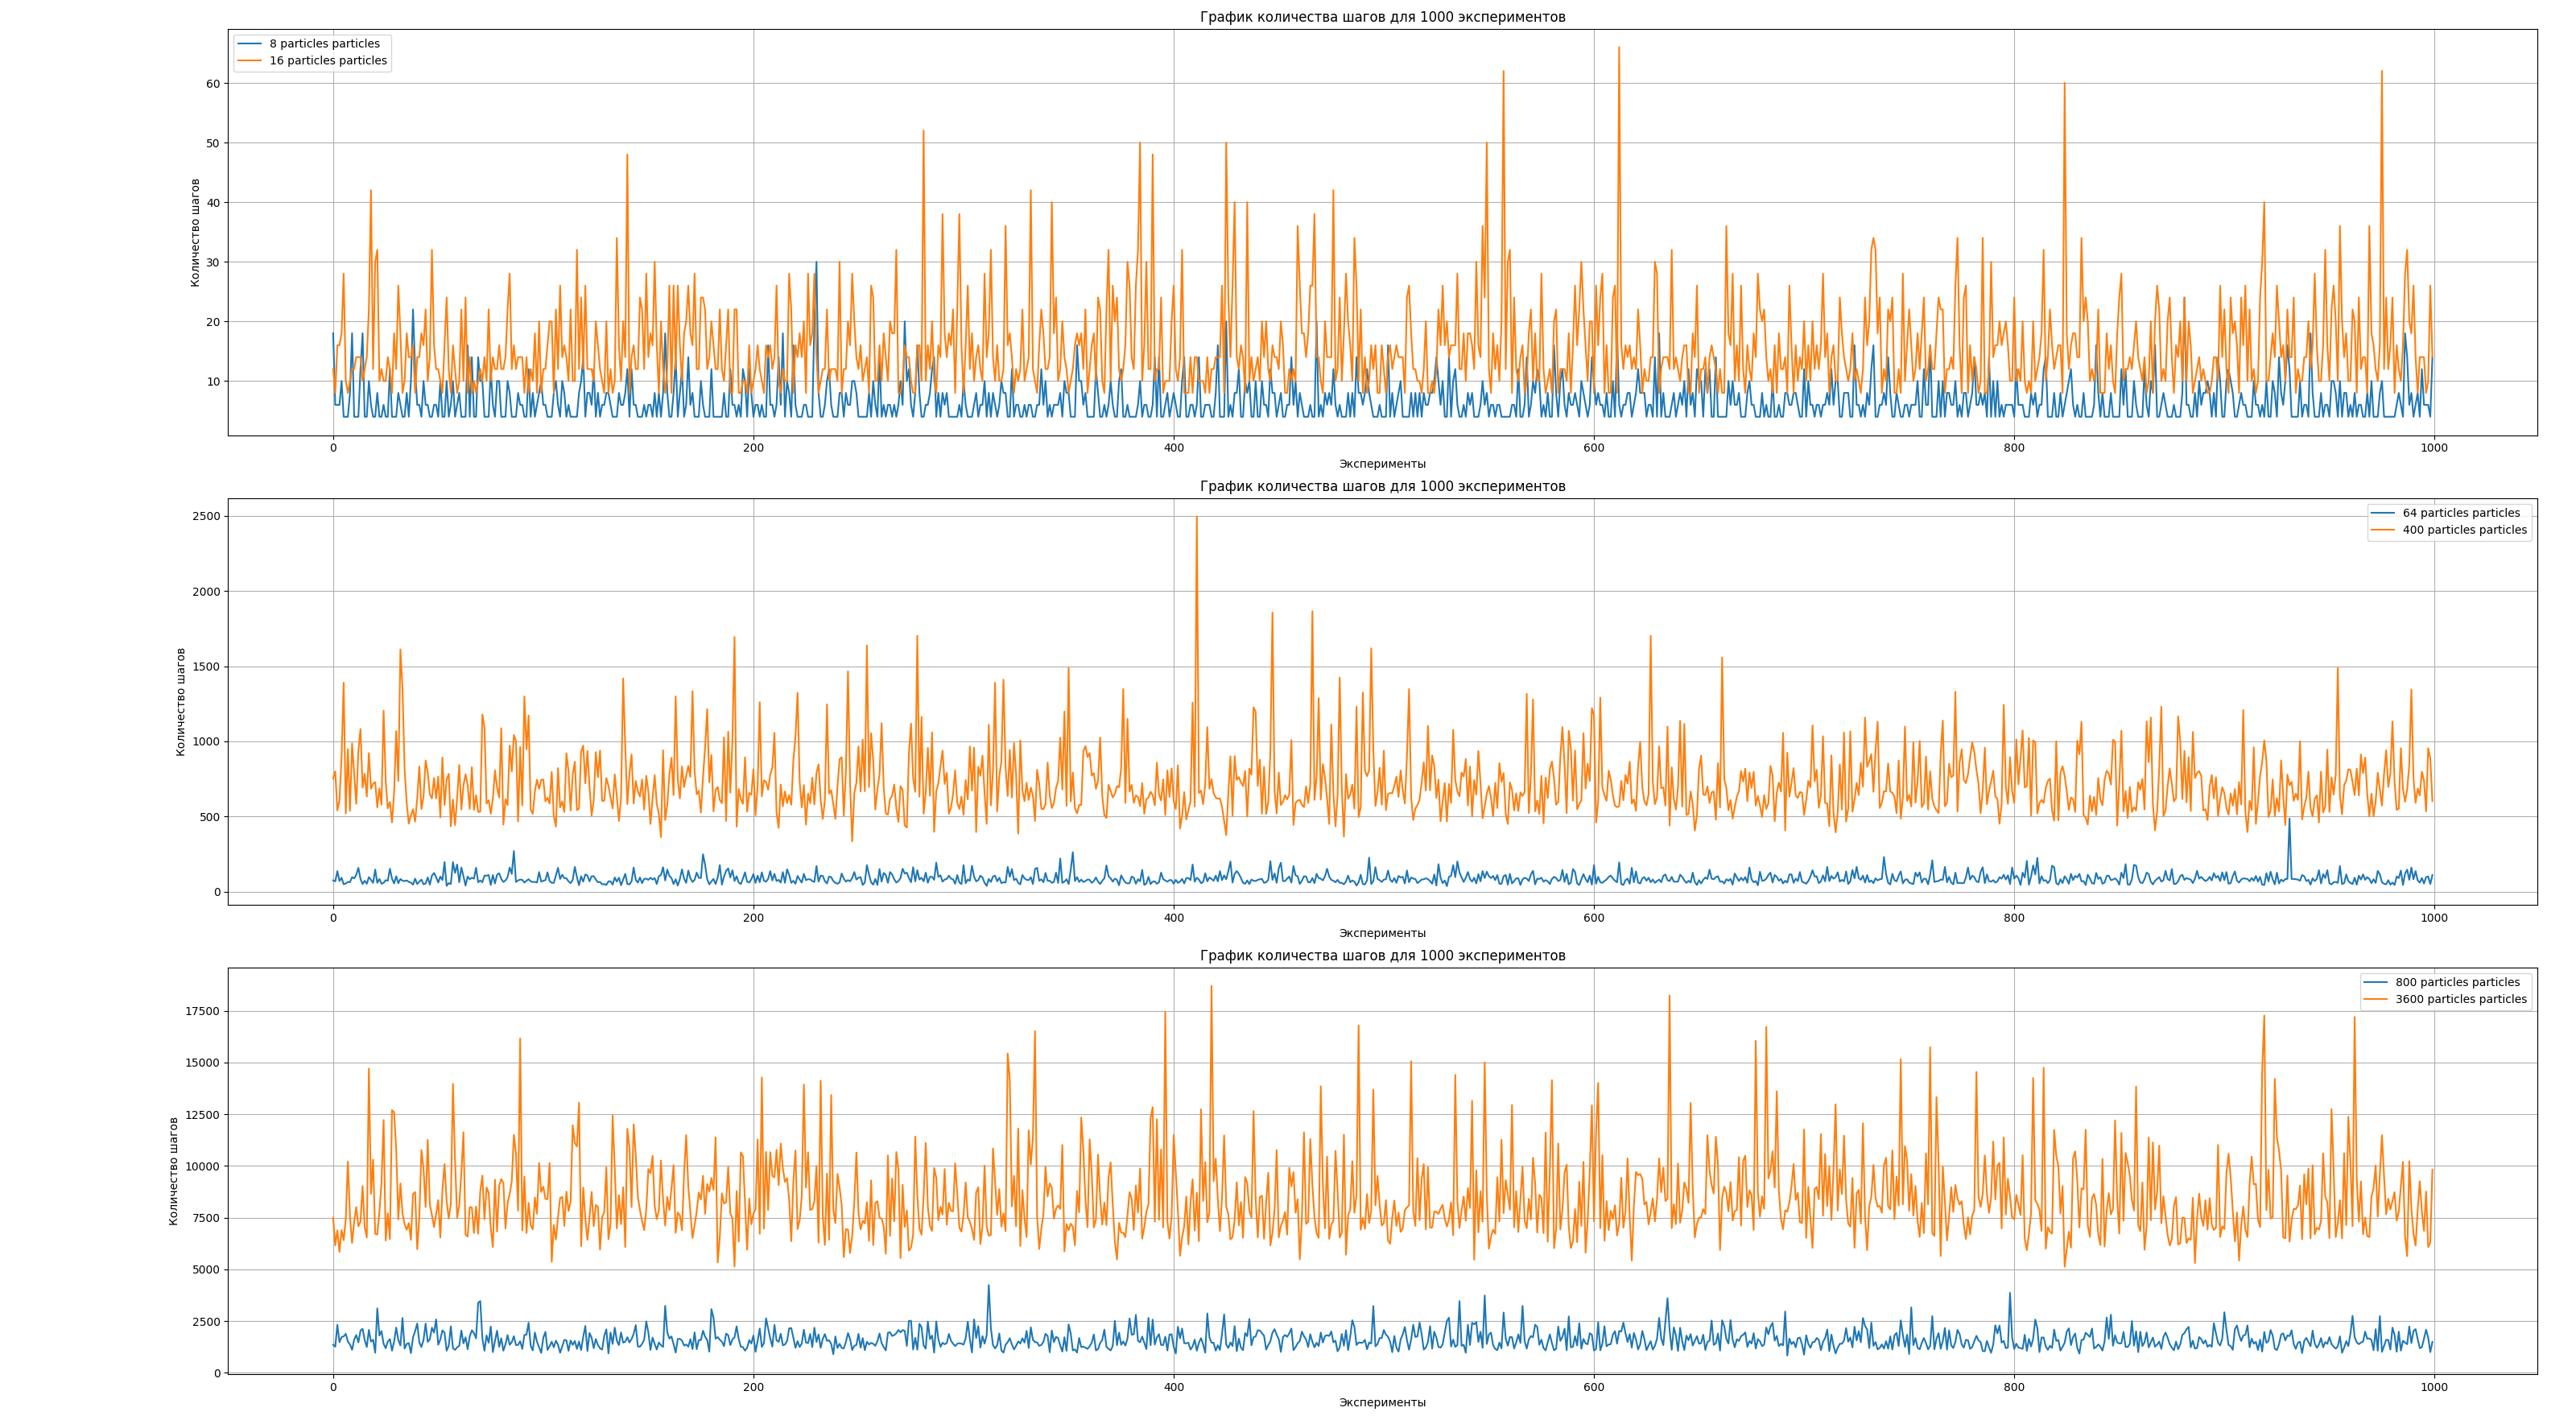 График количества шагов для 1000 экспериментов
8 particles particles
16 particles particles
Количество шагов
60
50
40
30
20
10
0 200 400 600 800 1000
Эксперименты
График количества шагов для 1000 экспериментов
64 particles particles
400 particles particles
Количество шагов
2500
2000
1500
1000
500
0
0 200 400 600 800 1000
Эксперименты
График количества шагов для 1000 экспериментов
800 particles particles
3600 particles particles
Количество шагов
17500
15000
12500
10000
7500
5000
2500
0
0 200 400 600 800 1000
Эксперименты